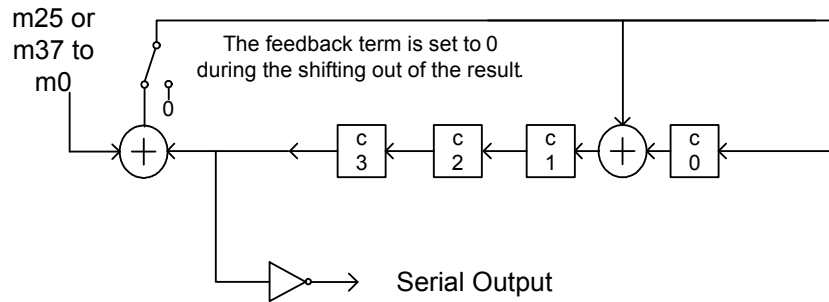 m25 or
m37 to
m0
The feedback term is set to 0
during the shifting out of the result.
0
c
3
c
2
c
1
c
0
Serial Output